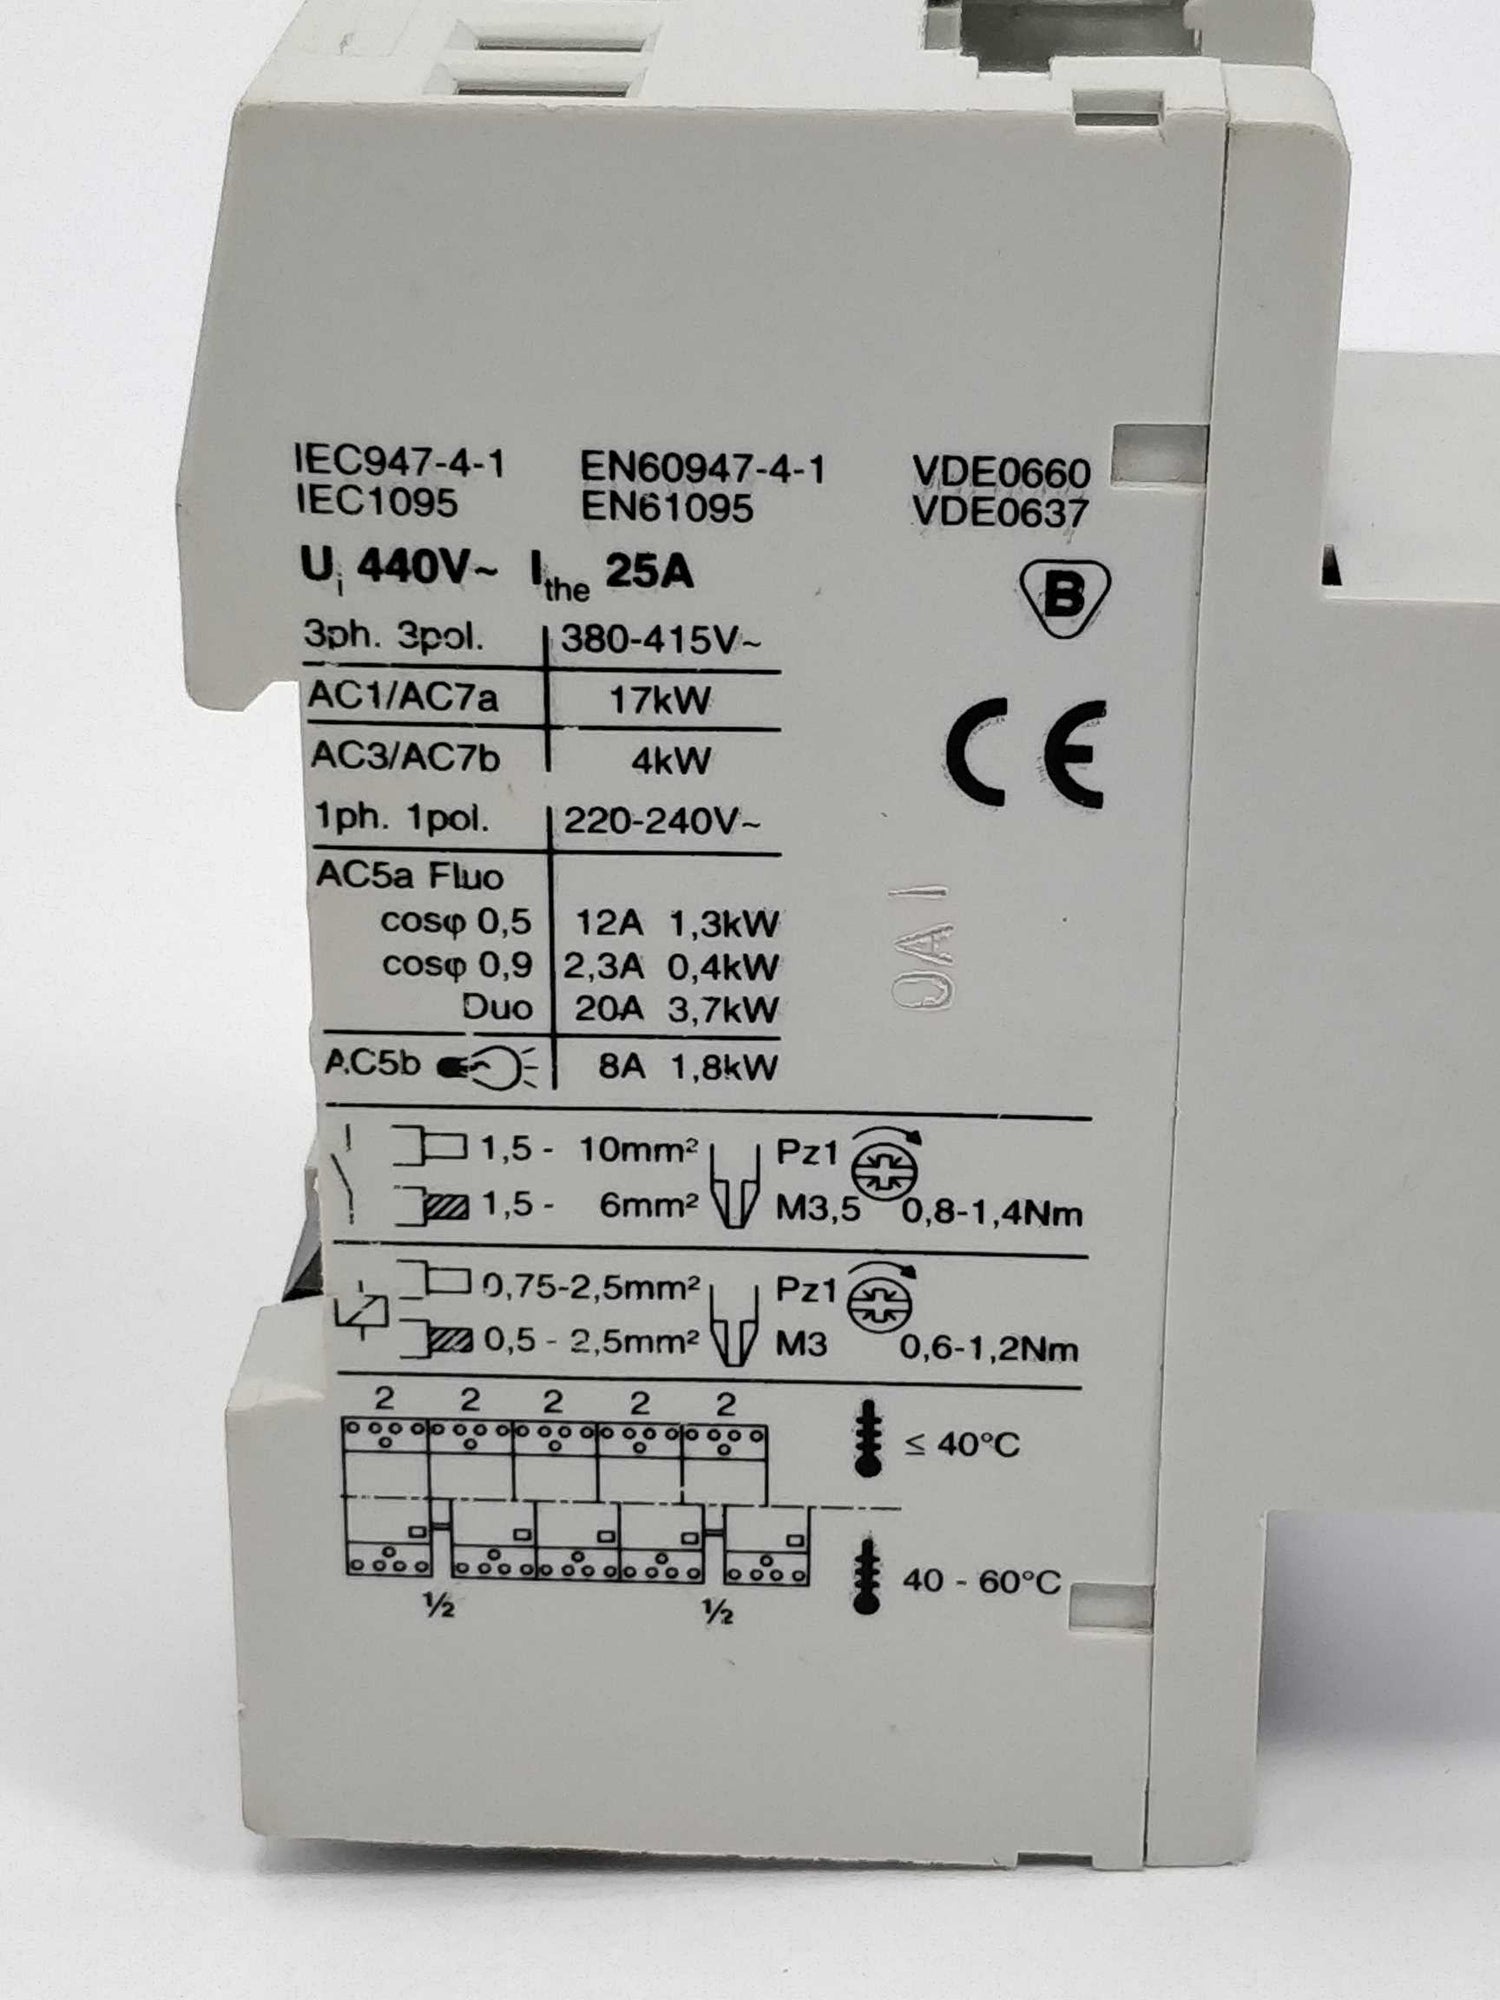 IEC947-4-1 EN60947-4-1 VDE0660
IEC1095 EN61095 VDE0637
Ui 440V~ Ithe 25A
B
3ph. 3pol. 380-415V~
AC1/AC7a 17kW
CE
AC3/AC7b 4kW
1ph. 1pol. 220-240V~
AC5a Fluo
cosφ 0,5 12A 1,3kW
cosφ 0,9 2,3A 0,4kW
Duo 20A 3,7kW
AC5b 8A 1,8kW
1,5 - 10mm² Pz1
1,5 - 6mm² M3,5 0,8-1,4Nm
0,75-2,5mm² Pz1
0,5 - 2,5mm² M3 0,6-1,2Nm
2 2 2 2 2
≤ 40°C
40 - 60°C
½ ½